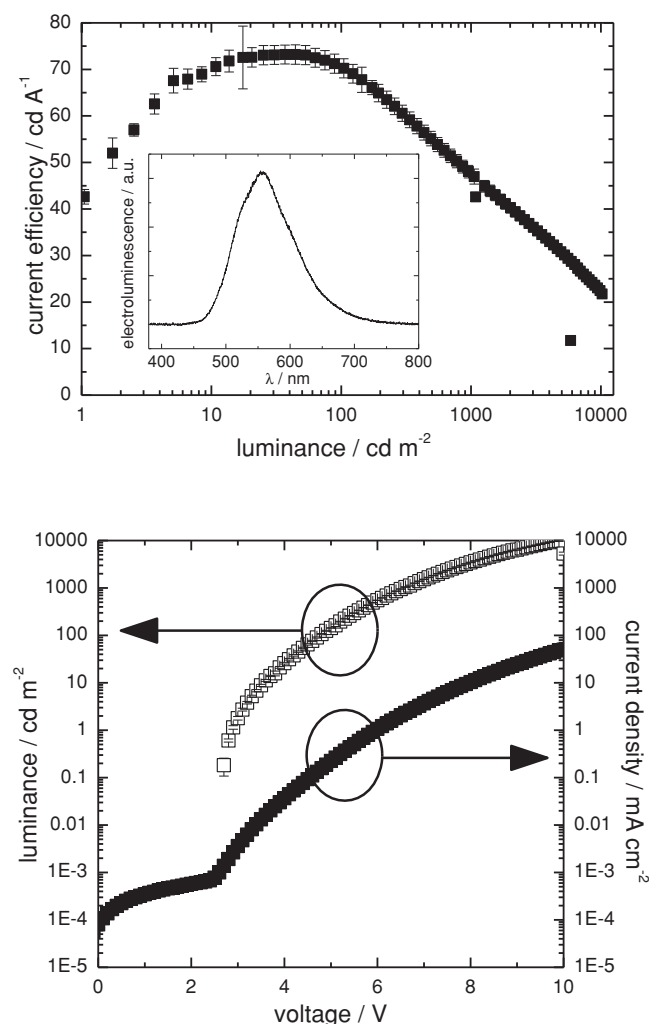 80
70
60
50
40
30
20
10
0
current efficiency / cd A⁻¹
1 10 100 1000 10000
luminance / cd m⁻²
electroluminescence / a.u.
400 500 600 700 800
λ / nm
10000
1000
100
10
1
0.1
0.01
1E-3
1E-4
1E-5
luminance / cd m⁻²
10000
1000
100
10
1
0.1
0.01
1E-3
1E-4
1E-5
current density / mA cm⁻²
0 2 4 6 8 10
voltage / V